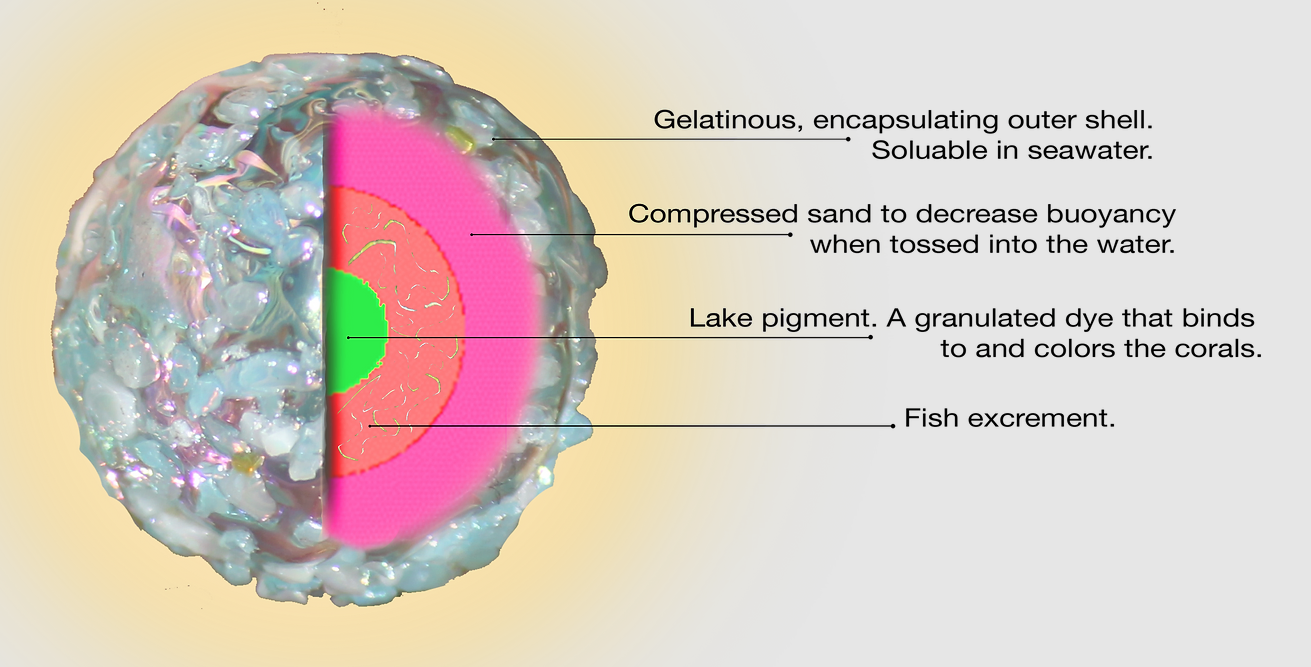 Gelatinous, encapsulating outer shell.
Soluable in seawater.
Compressed sand to decrease buoyancy
when tossed into the water.
Lake pigment. A granulated dye that binds
to and colors the corals.
Fish excrement.